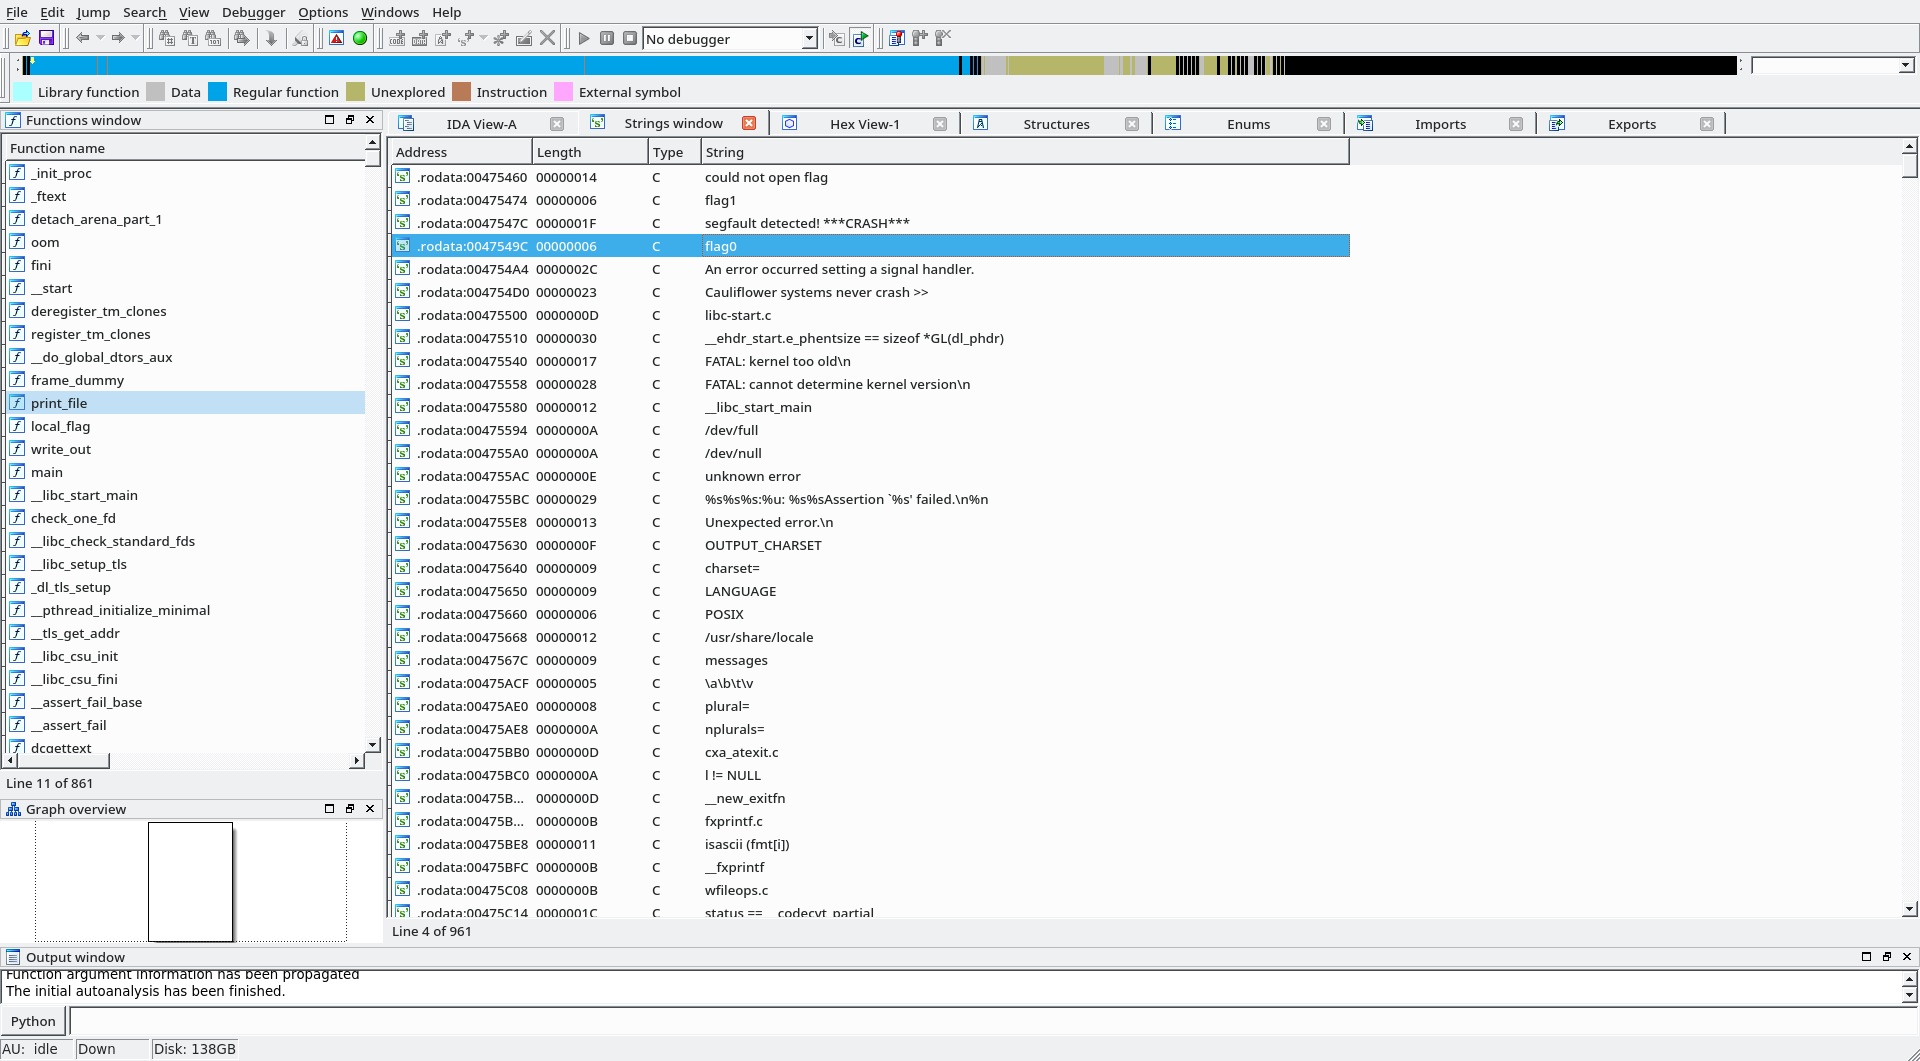 File Edit Jump Search View Debugger Options Windows Help
No debugger
Library function Data Regular function Unexplored Instruction External symbol
Functions window
Function name
_init_proc
_ftext
detach_arena_part_1
oom
fini
__start
deregister_tm_clones
register_tm_clones
__do_global_dtors_aux
frame_dummy
print_file
local_flag
write_out
main
__libc_start_main
check_one_fd
__libc_check_standard_fds
__libc_setup_tls
_dl_tls_setup
__pthread_initialize_minimal
__tls_get_addr
__libc_csu_init
__libc_csu_fini
__assert_fail_base
__assert_fail
dcgettext
Line 11 of 861
Graph overview
IDA View-A Strings window Hex View-1 Structures Enums Imports Exports
Address Length Type String
.rodata:00475460 00000014 C could not open flag
.rodata:00475474 00000006 C flag1
.rodata:0047547C 0000001F C segfault detected! ***CRASH***
.rodata:0047549C 00000006 C flag0
.rodata:004754A4 0000002C C An error occurred setting a signal handler.
.rodata:004754D0 00000023 C Cauliflower systems never crash >>
.rodata:00475500 0000000D C libc-start.c
.rodata:00475510 00000030 C __ehdr_start.e_phentsize == sizeof *GL(dl_phdr)
.rodata:00475540 00000017 C FATAL: kernel too old\n
.rodata:00475558 00000028 C FATAL: cannot determine kernel version\n
.rodata:00475580 00000012 C __libc_start_main
.rodata:00475594 0000000A C /dev/full
.rodata:004755A0 0000000A C /dev/null
.rodata:004755AC 0000000E C unknown error
.rodata:004755BC 00000029 C %s%s%s:%u: %s%sAssertion `%s' failed.\n%n
.rodata:004755E8 00000013 C Unexpected error.\n
.rodata:00475630 0000000F C OUTPUT_CHARSET
.rodata:00475640 00000009 C charset=
.rodata:00475650 00000009 C LANGUAGE
.rodata:00475660 00000006 C POSIX
.rodata:00475668 00000012 C /usr/share/locale
.rodata:0047567C 00000009 C messages
.rodata:00475ACF 00000005 C \a\b\t\v
.rodata:00475AE0 00000008 C plural=
.rodata:00475AE8 0000000A C nplurals=
.rodata:00475BB0 0000000D C cxa_atexit.c
.rodata:00475BC0 0000000A C l != NULL
.rodata:00475B... 0000000D C __new_exitfn
.rodata:00475B... 0000000B C fxprintf.c
.rodata:00475BE8 00000011 C isascii (fmt[i])
.rodata:00475BFC 0000000B C __fxprintf
.rodata:00475C08 0000000B C wfileops.c
.rodata:00475C14 0000001C C status == __codecvt_partial
Line 4 of 961
Output window
Function argument information has been propagated
The initial autoanalysis has been finished.
Python
AU: idle Down Disk: 138GB